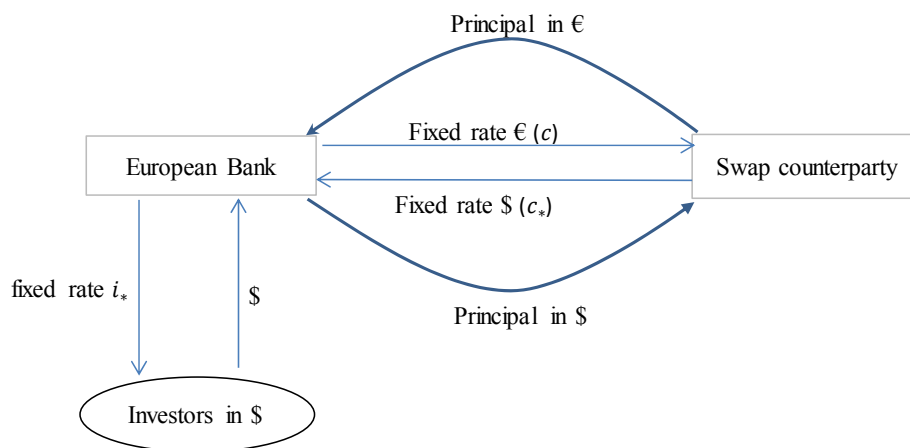 Principal in €
Fixed rate € (c)
European Bank
Swap counterparty
Fixed rate $ (c*)
fixed rate i*
$
Principal in $
Investors in $